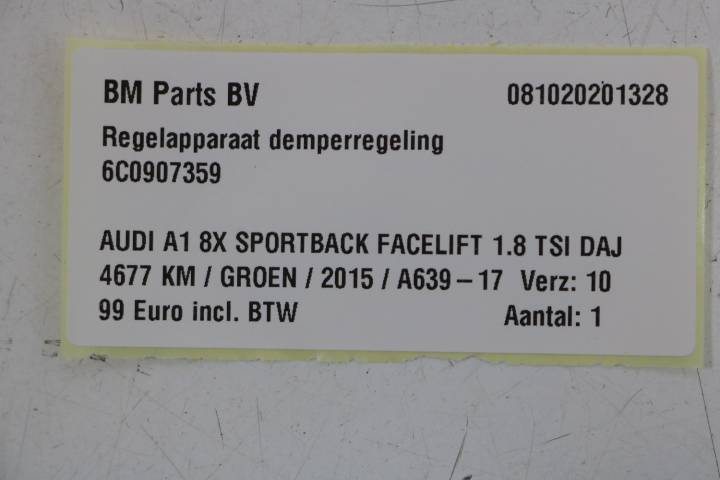 BM Parts BV 081020201328
Regelapparaat demperregeling
6C0907359
AUDI A1 8X SPORTBACK FACELIFT 1.8 TSI DAJ
4677 KM / GROEN / 2015 / A639 – 17 Verz: 10
99 Euro incl. BTW Aantal: 1